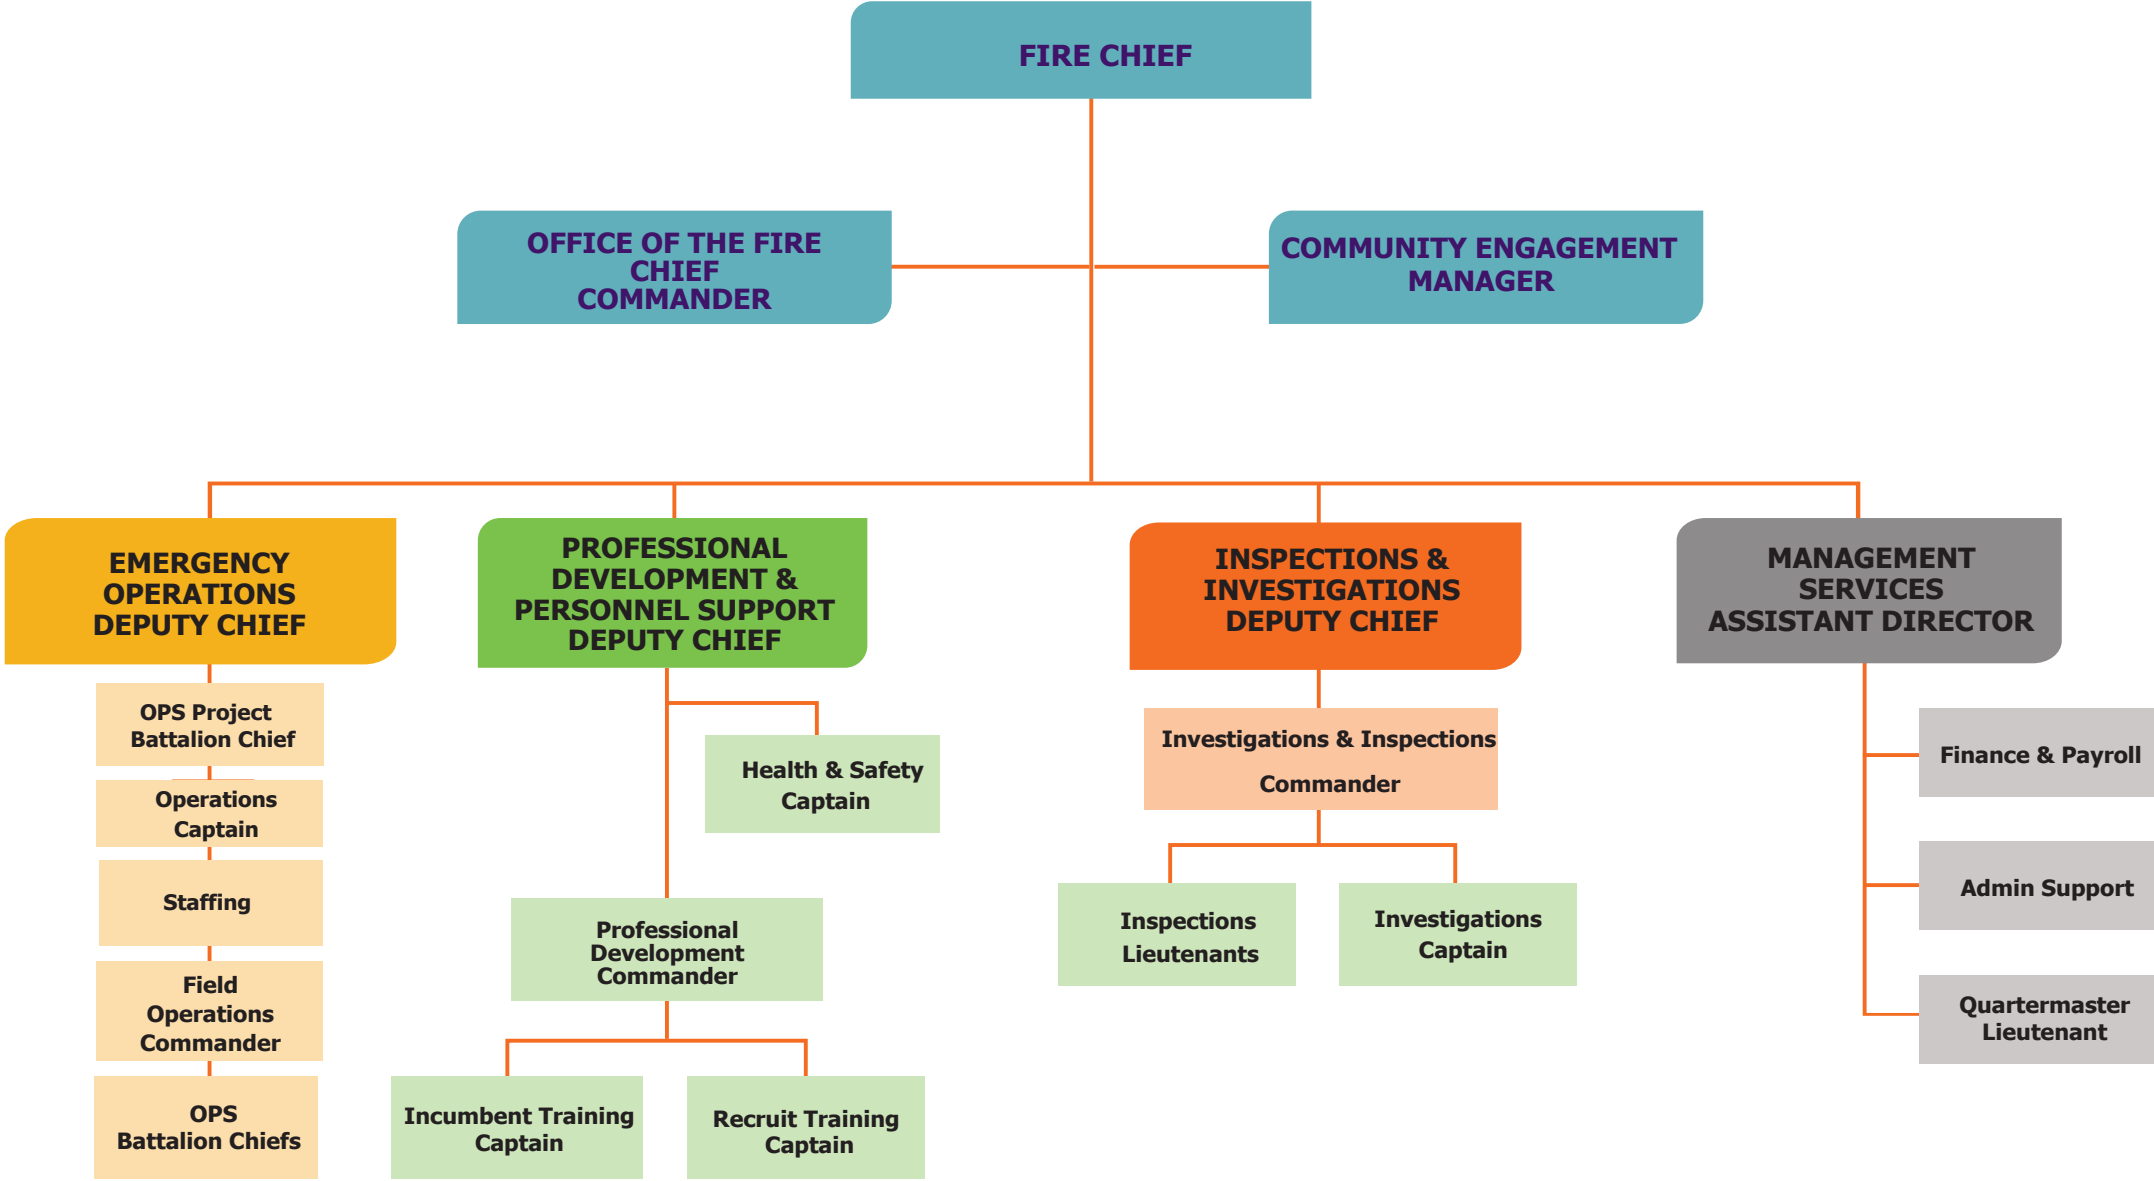 FIRE CHIEF
OFFICE OF THE FIRE
CHIEF
COMMANDER
COMMUNITY ENGAGEMENT
MANAGER
EMERGENCY
OPERATIONS
DEPUTY CHIEF
PROFESSIONAL
DEVELOPMENT &
PERSONNEL SUPPORT
DEPUTY CHIEF
INSPECTIONS &
INVESTIGATIONS
DEPUTY CHIEF
MANAGEMENT
SERVICES
ASSISTANT DIRECTOR
OPS Project
Battalion Chief
Operations
Captain
Staffing
Field
Operations
Commander
OPS
Battalion Chiefs
Health & Safety
Captain
Professional
Development
Commander
Incumbent Training
Captain
Recruit Training
Captain
Investigations & Inspections
Commander
Inspections
Lieutenants
Investigations
Captain
Finance & Payroll
Admin Support
Quartermaster
Lieutenant